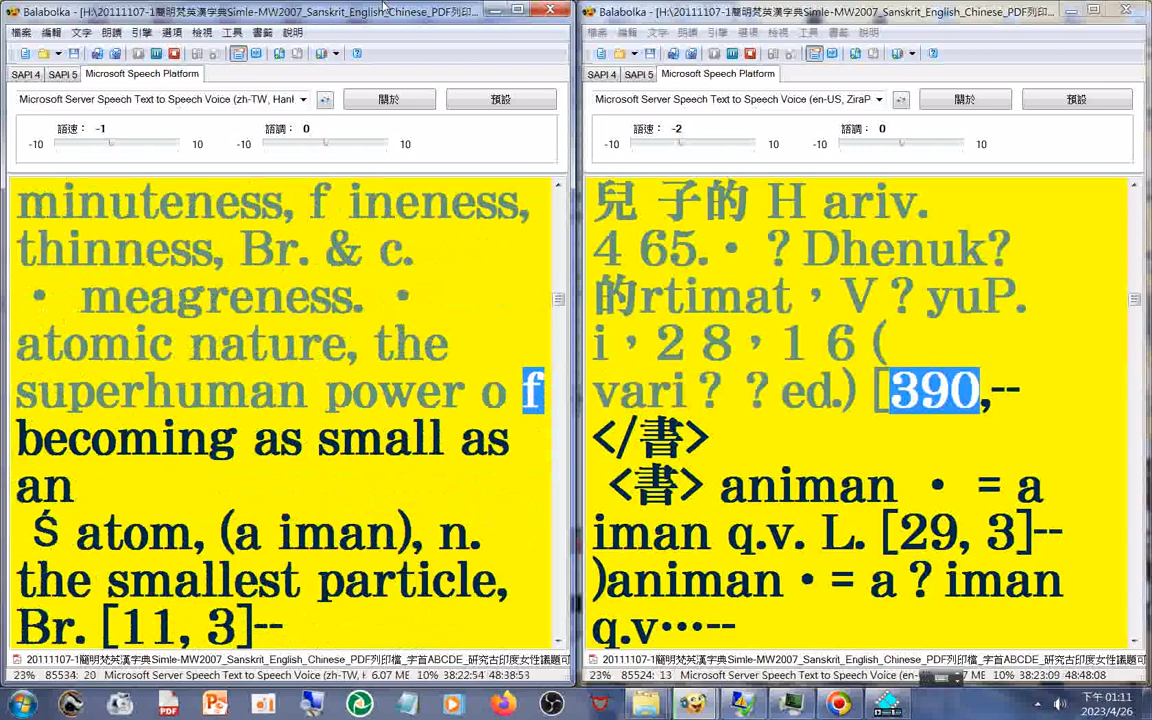 Balabolka - [H:\20111107-1簡明梵英漢字典Simle-MW2007_Sanskrit_English_Chinese_PDF列印...
檔案 編輯 文字 朗讀 引擎 選項 檢視 工具 書籤 說明
SAPI 4 SAPI 5 Microsoft Speech Platform
Microsoft Server Speech Text to Speech Voice (zh-TW, Hanl
關於 預設
語速： -1 語調： 0
-10 10 -10 10
minuteness, f ineness,
thinness, Br. & c.
• meagreness. •
atomic nature, the
superhuman power o f
becoming as small as
an
Ś atom, (a iman), n.
the smallest particle,
Br. [11, 3]--
20111107-1簡明梵英漢字典Simle-MW2007_Sanskrit_English_Chinese_PDF列印檔_字首ABCDE_研究古印度女性議題可
23% 85534: 20 Microsoft Server Speech Text to Speech Voice (zh-TW, H 6.07 MB 10% 38:22:54 48:38:53
Balabolka - [H:\20111107-1簡明梵英漢字典Simle-MW2007_Sanskrit_English_Chinese_PDF列印...
檔案 編輯 文字 朗讀 引擎 選項 檢視 工具 書籤 說明
SAPI 4 SAPI 5 Microsoft Speech Platform
Microsoft Server Speech Text to Speech Voice (en-US, ZiraP
關於 預設
語速： -2 語調： 0
-10 10 -10 10
兒 子的 H ariv.
4 65.• ？Dhenuk?
的rtimat，V？yuP.
i，2 8，1 6 (
vari？ ？ed.) [390,--
</書>
<書> animan • = a
iman q.v. L. [29, 3]--
)animan•= a？iman
q.v…--
20111107-1簡明梵英漢字典Simle-MW2007_Sanskrit_English_Chinese_PDF列印檔_字首ABCDE_研究古印度女性議題可
23% 85524: 13 Microsoft Server Speech Text to Speech Voice (en-US, 6.07 MB 10% 38:23:09 48:48:08
下午 01:11
2023/4/26